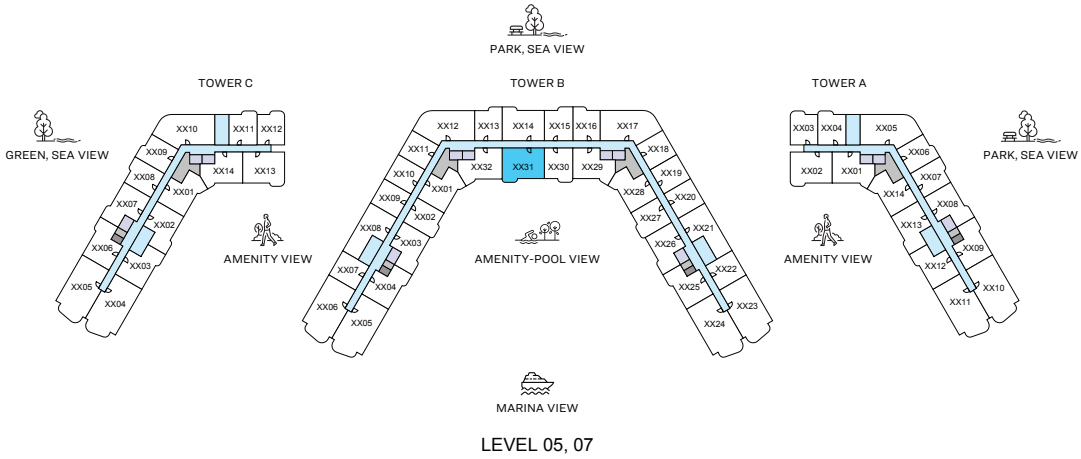 PARK, SEA VIEW
TOWER C
TOWER B
TOWER A
GREEN, SEA VIEW
PARK, SEA VIEW
XX10
XX11
XX12
XX09
XX08
XX07
XX06
XX05
XX04
XX03
XX02
XX01
XX14
XX13
AMENITY VIEW
XX12
XX13
XX14
XX15
XX16
XX17
XX11
XX10
XX09
XX08
XX07
XX06
XX05
XX04
XX03
XX02
XX01
XX32
XX31
XX30
XX29
XX28
XX27
XX26
XX25
XX24
XX23
XX22
XX21
XX20
XX19
XX18
AMENITY-POOL VIEW
XX03
XX04
XX05
XX06
XX07
XX08
XX09
XX10
XX11
XX12
XX13
XX14
XX01
XX02
AMENITY VIEW
MARINA VIEW
LEVEL 05, 07